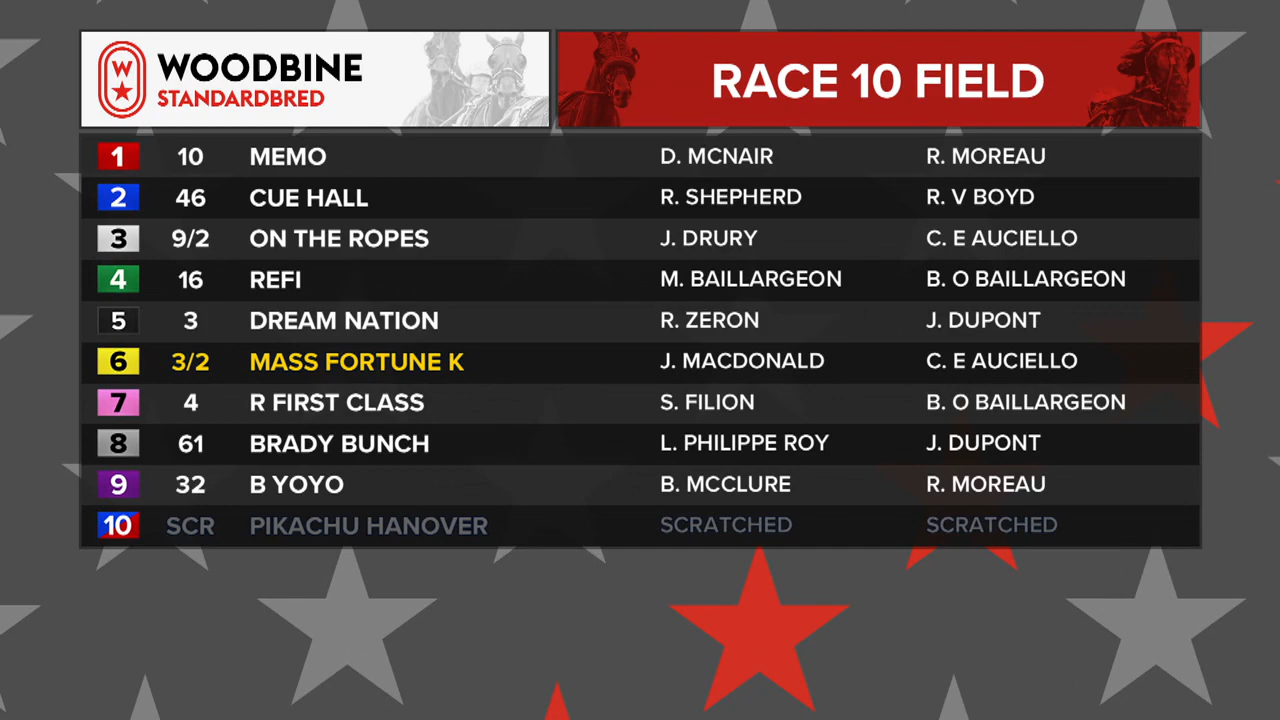 W
WOODBINE
STANDARDBRED
RACE 10 FIELD
1 10 MEMO D. MCNAIR R. MOREAU
2 46 CUE HALL R. SHEPHERD R. V BOYD
3 9/2 ON THE ROPES J. DRURY C. E AUCIELLO
4 16 REFI M. BAILLARGEON B. O BAILLARGEON
5 3 DREAM NATION R. ZERON J. DUPONT
6 3/2 MASS FORTUNE K J. MACDONALD C. E AUCIELLO
7 4 R FIRST CLASS S. FILION B. O BAILLARGEON
8 61 BRADY BUNCH L. PHILIPPE ROY J. DUPONT
9 32 B YOYO B. MCCLURE R. MOREAU
10 SCR PIKACHU HANOVER SCRATCHED SCRATCHED